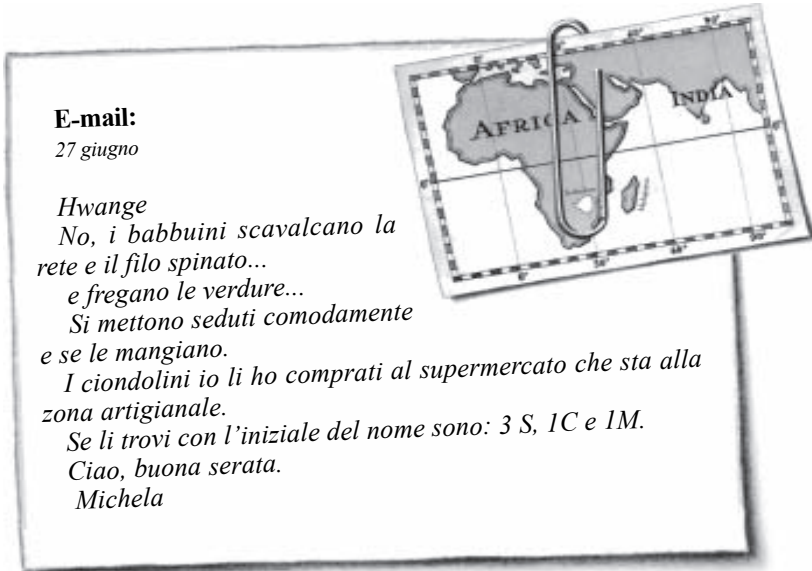 E-mail:
27 giugno
Hwange
No, i babbuini scavalcano la
rete e il filo spinato...
e fregano le verdure...
Si mettono seduti comodamente
e se le mangiano.
I ciondolini io li ho comprati al supermercato che sta alla
zona artigianale.
Se li trovi con l’iniziale del nome sono: 3 S, 1C e 1M.
Ciao, buona serata.
Michela
AFRICA
INDIA